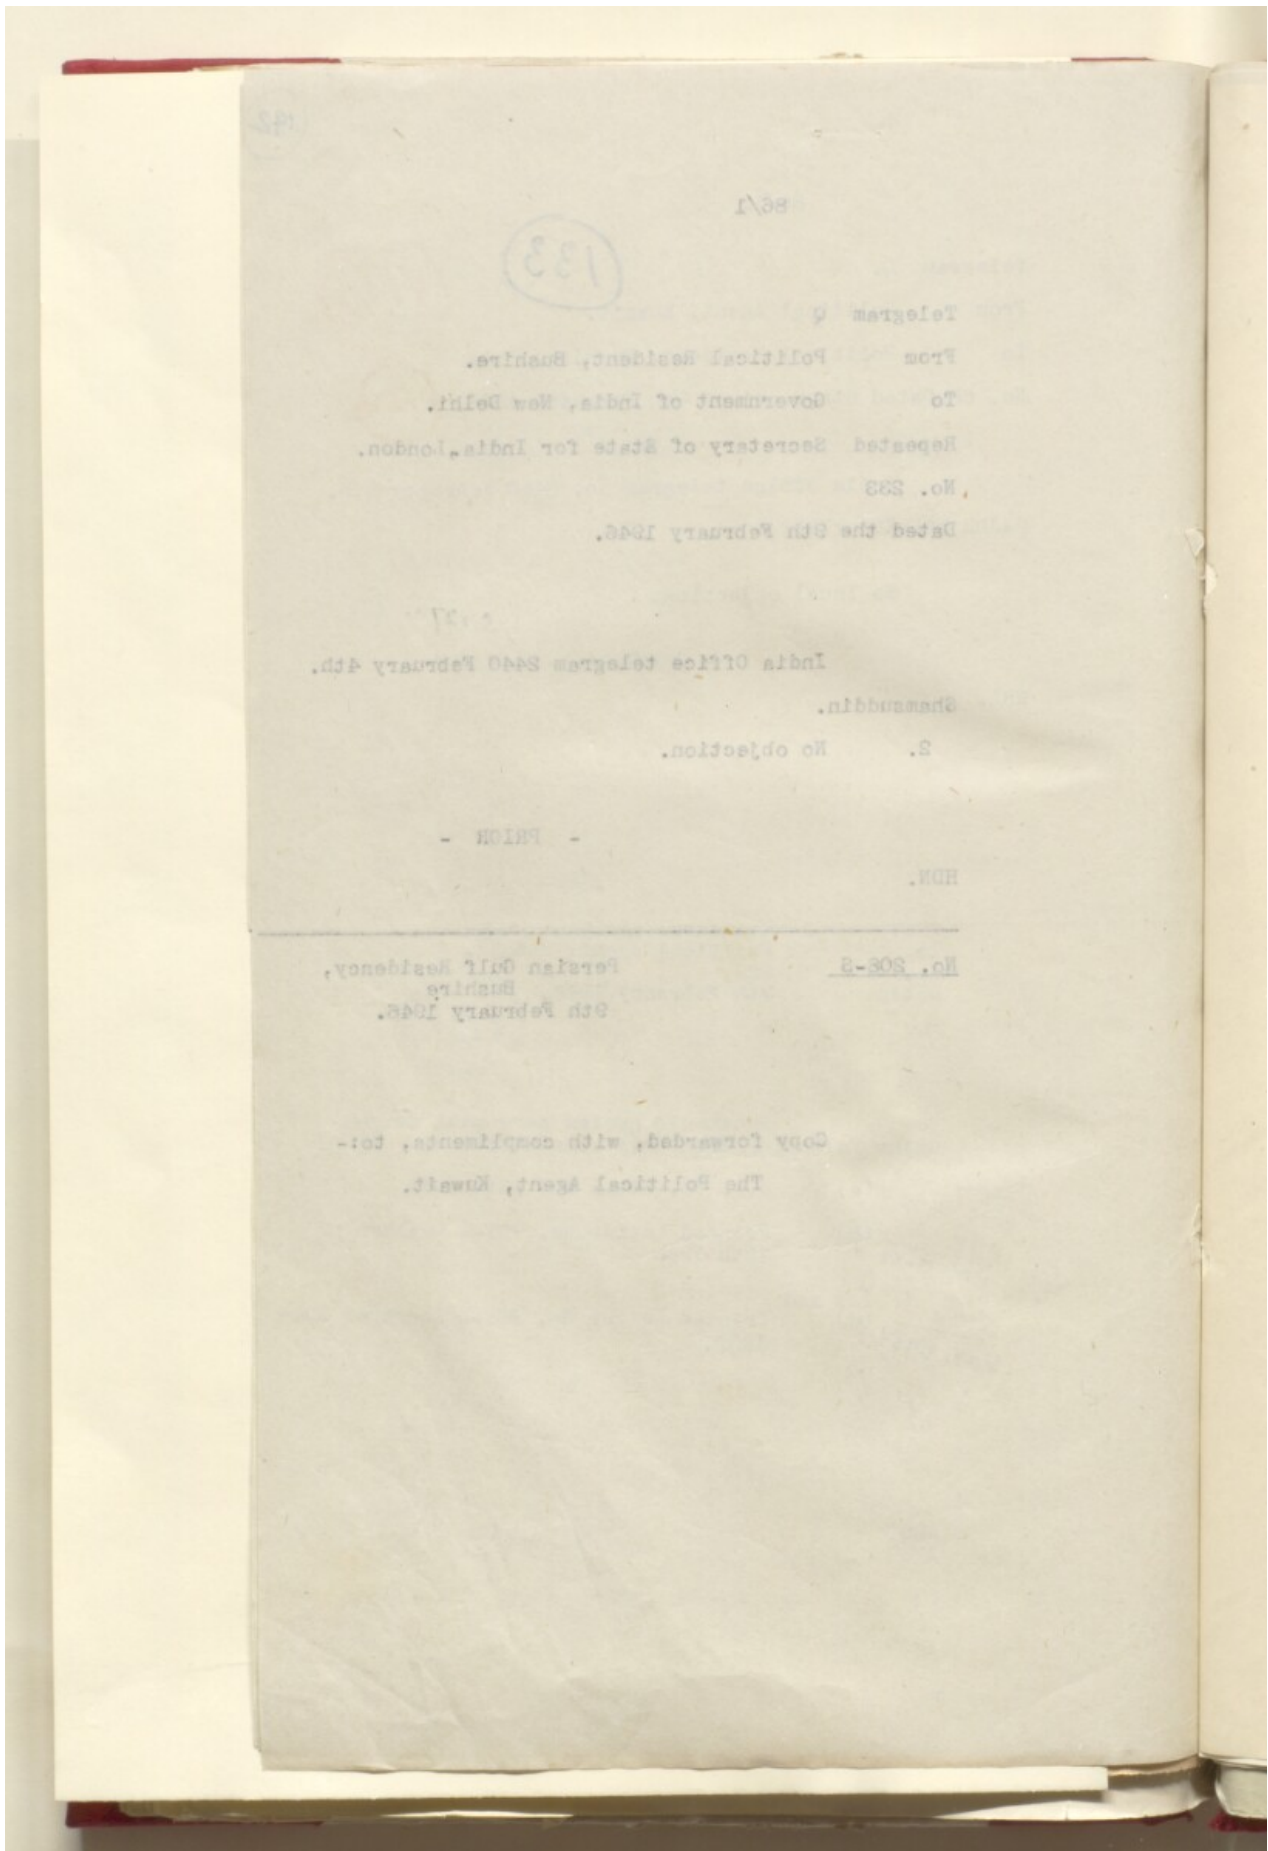 192
86/1
133
Telegram Q
From Political Resident, Bushire.
To Government of India, New Delhi.
Repeated Secretary of State for India, London.
No. 233
Dated the 9th February 1946.
India Office telegram 2440 February 4th.
Shamsuddin.
2. No objection.
- PRIOR -
HDN.
No. 208-S
Persian Gulf Residency,
Bushire
9th February 1946.
Copy forwarded, with compliments, to:-
The Political Agent, Kuwait.